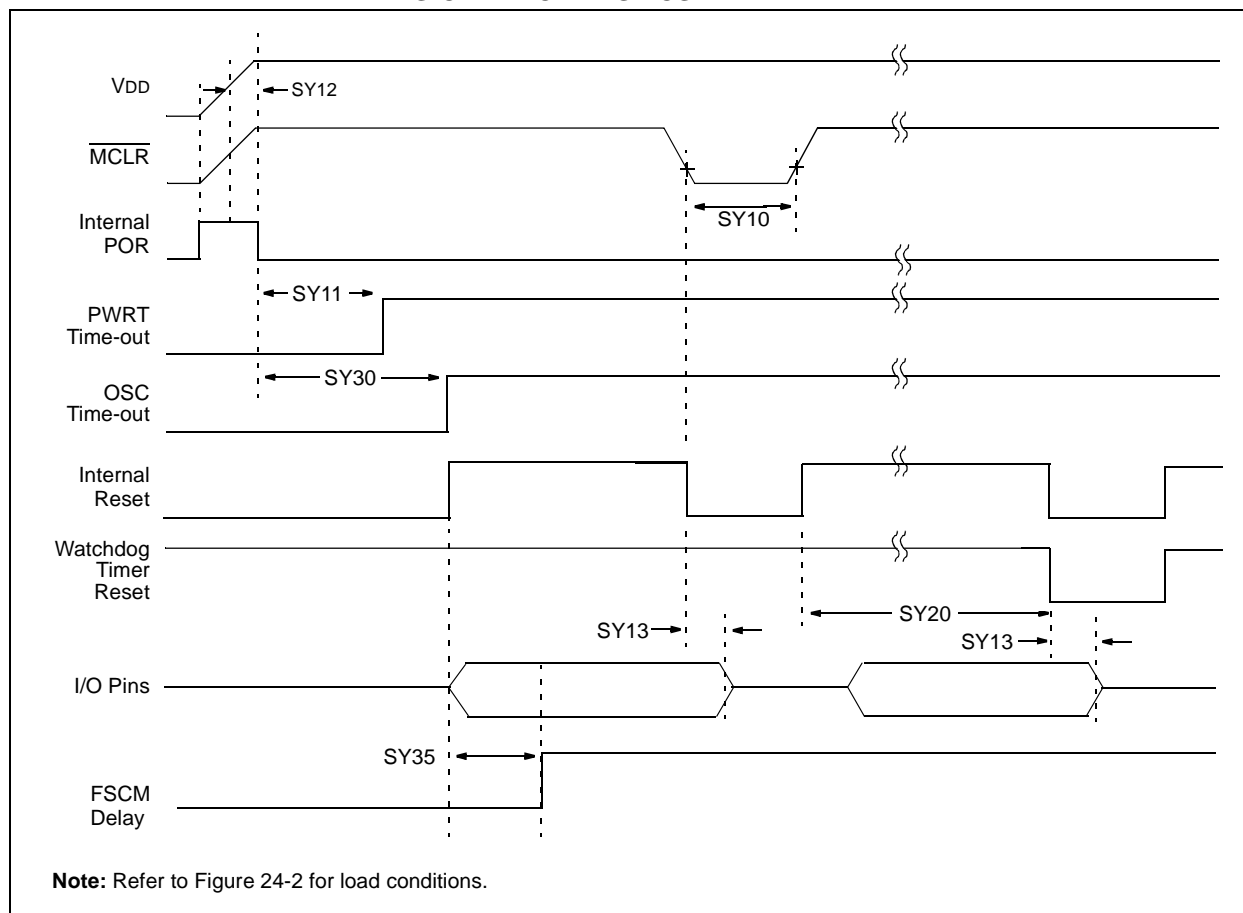 VDD
SY12
MCLR
SY10
Internal
POR
SY11
PWRT
Time-out
SY30
OSC
Time-out
Internal
Reset
Watchdog
Timer
Reset
SY20
SY13
SY13
I/O Pins
SY35
FSCM
Delay
Note: Refer to Figure 24-2 for load conditions.